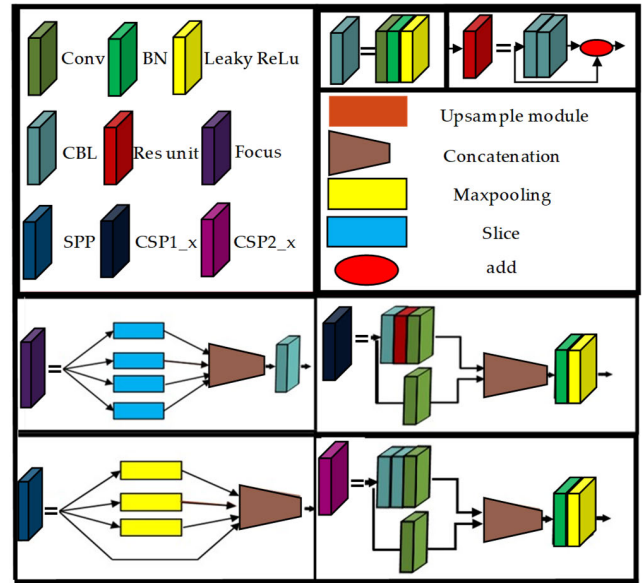 Conv BN Leaky ReLu
CBL Res unit Focus
SPP CSP1_x CSP2_x
=
=
Upsample module
Concatenation
Maxpooling
Slice
add
=
=
=
=